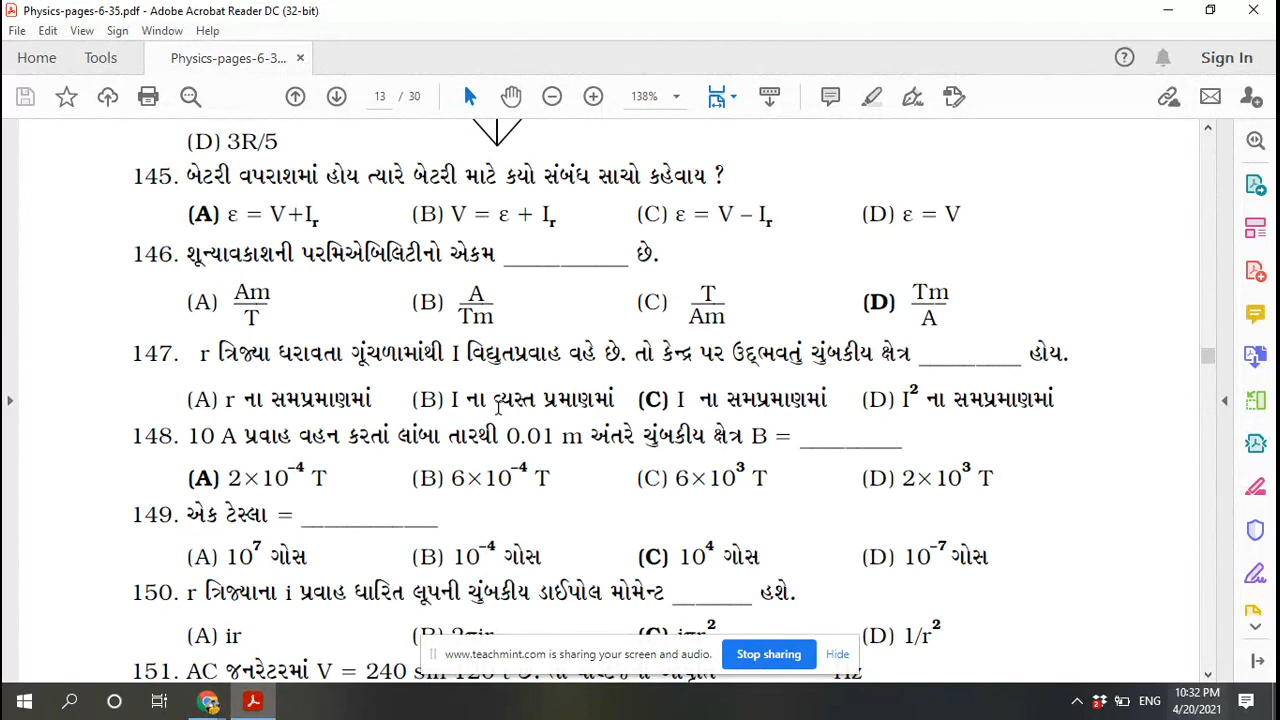 Physics-pages-6-35.pdf - Adobe Acrobat Reader DC (32-bit)
File Edit View Sign Window Help
Home Tools Physics-pages-6-3... × Sign In
13 / 30 138%
(D) 3R/5
145. બેટરી વપરાશમાં હોય ત્યારે બેટરી માટે કયો સંબંધ સાચો કહેવાય ?
(A) ε = V+Iᵣ (B) V = ε + Iᵣ (C) ε = V – Iᵣ (D) ε = V
146. શૂન્યાવકાશની પરમિએબિલિટીનો એકમ __________ છે.
(A) Am/T (B) A/Tm (C) T/Am (D) Tm/A
147. r ત્રિજ્યા ધરાવતા ગૂંચળામાંથી I વિદ્યુતપ્રવાહ વહે છે. તો કેન્દ્ર પર ઉદ્ભવતું ચુંબકીય ક્ષેત્ર ________ હોય.
(A) r ના સમપ્રમાણમાં (B) I ના વ્યસ્ત પ્રમાણમાં (C) I ના સમપ્રમાણમાં (D) I² ના સમપ્રમાણમાં
148. 10 A પ્રવાહ વહન કરતાં લાંબા તારથી 0.01 m અંતરે ચુંબકીય ક્ષેત્ર B = ________
(A) 2×10⁻⁴ T (B) 6×10⁻⁴ T (C) 6×10³ T (D) 2×10³ T
149. એક ટેસ્લા = ___________
(A) 10⁷ ગોસ (B) 10⁻⁴ ગોસ (C) 10⁴ ગોસ (D) 10⁻⁷ ગોસ
150. r ત્રિજ્યાના i પ્રવાહ ધારિત લૂપની ચુંબકીય ડાઈપોલ મોમેન્ટ ______ હશે.
(A) ir (D) 1/r²
www.teachmint.com is sharing your screen and audio. Stop sharing Hide
151. AC જનરેટરમાં V = 240 Hz
ENG 10:32 PM
4/20/2021